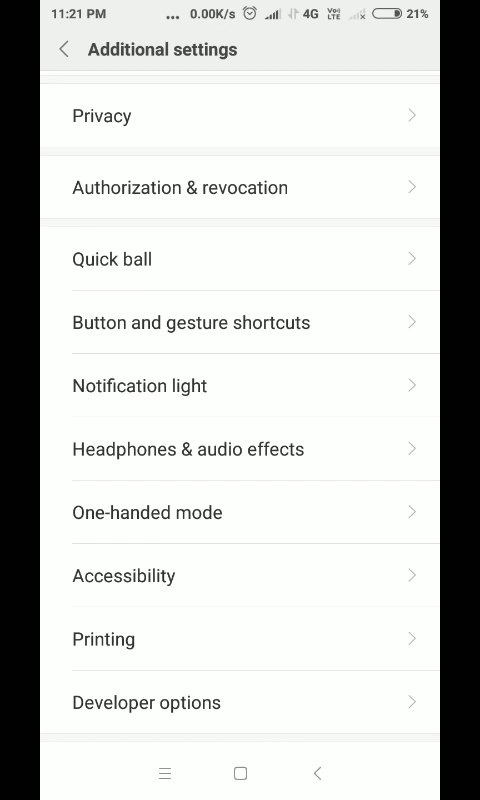 11:21 PM ... 0.00K/s 4G VoLTE 21%
Additional settings
Privacy
Authorization & revocation
Quick ball
Button and gesture shortcuts
Notification light
Headphones & audio effects
One-handed mode
Accessibility
Printing
Developer options